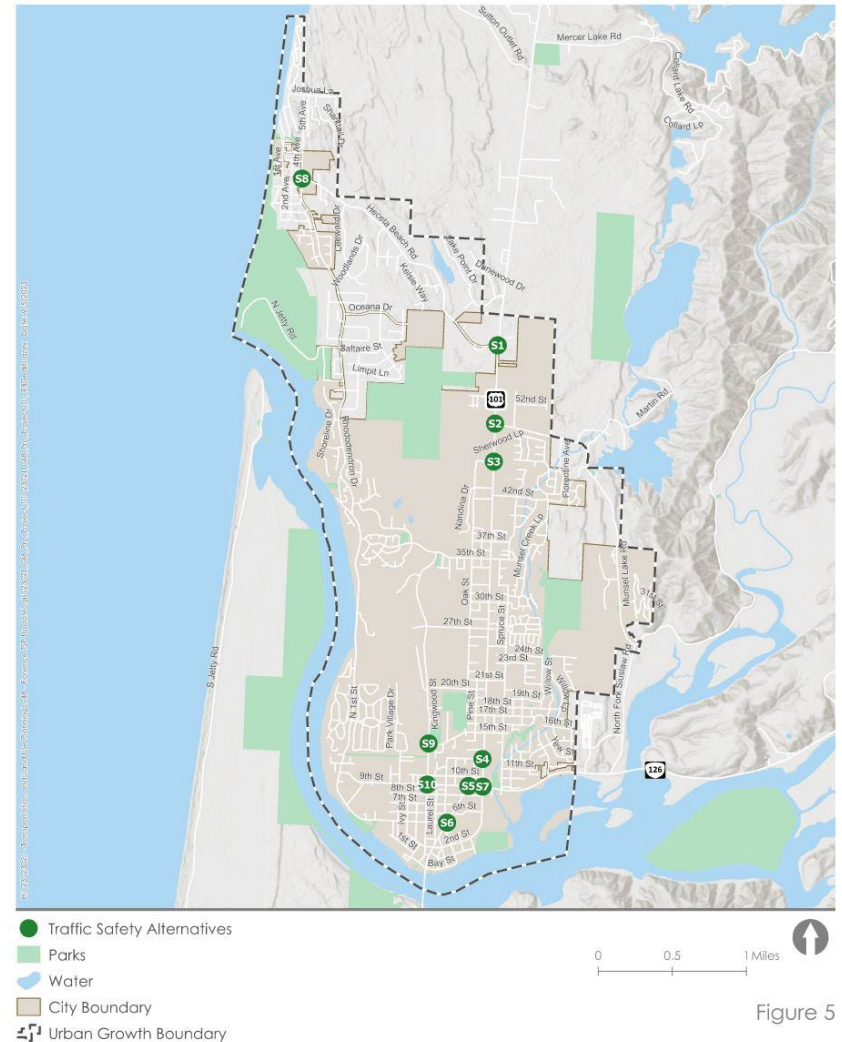 Sutton Outlet Rd
Mercer Lake Rd
Collard Lake Rd
Collard Lp
Joshua Ln
5th Ave
Shannan Dr
4th Ave
1st Ave
2nd Ave
S8
Leeward Dr
Heceta Beach Rd
Woodlands Dr
Kelsie Way
Lake Point Dr
Danewood Dr
N Jetty Rd
Oceana Dr
Saltaire St
Limpit Ln
S1
101
52nd St
S2
Sherwood Lp
S3
Martin Rd
Florentine Ave
Shoreline Dr
Rhododendron Dr
42nd St
Nandina Dr
Munsel Creek Lp
37th St
35th St
Oak St
30th St
27th St
Spruce St
Munsel Lake Rd
31st St
24th St
23rd St
21st St
20th St
19th St
18th St
17th St
16th St
15th St
Willow St
North Fork Siuslaw Rd
S Jetty Rd
N 1st St
Park Village Dr
Kingwood St
Pine St
Yew St
S9
S4
11th St
10th St
9th St
8th St
S10
S5
S7
7th St
126
6th St
Ivy St
Laurel St
S6
2nd St
1st St
Bay St
Traffic Safety Alternatives
Parks
Water
City Boundary
Urban Growth Boundary
0 0.5 1 Miles
Figure 5